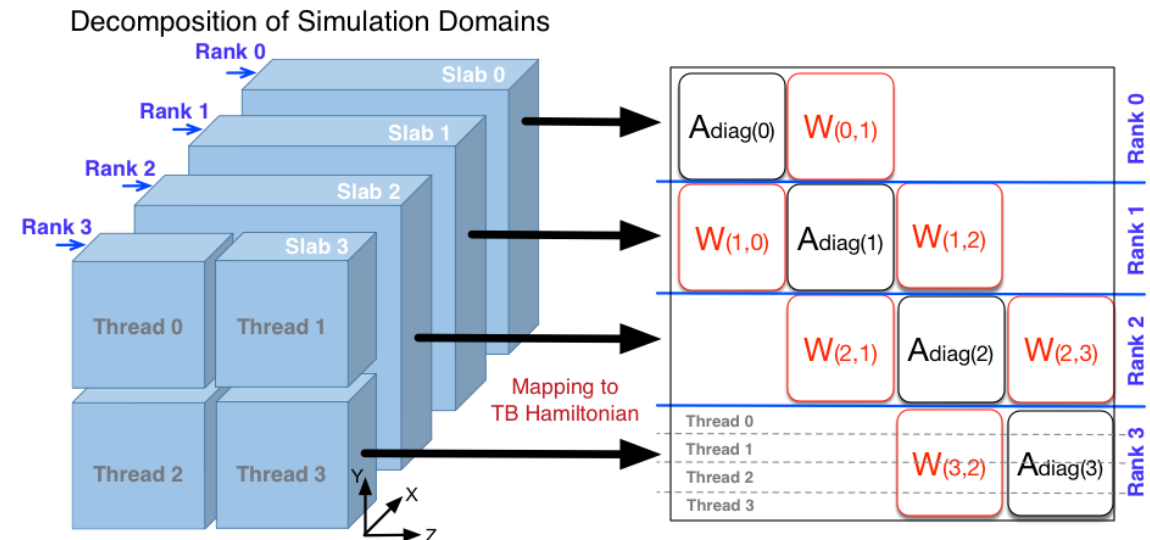 Decomposition of Simulation Domains
Rank 0
Slab 0
Rank 1
Slab 1
Rank 2
Slab 2
Rank 3
Slab 3
Thread 0
Thread 1
Thread 2
Thread 3
Y
X
Z
Mapping to
TB Hamiltonian
Adiag(0) W(0,1)
Rank 0
W(1,0) Adiag(1) W(1,2)
Rank 1
W(2,1) Adiag(2) W(2,3)
Rank 2
Thread 0
Thread 1
Thread 2
Thread 3
W(3,2) Adiag(3)
Rank 3